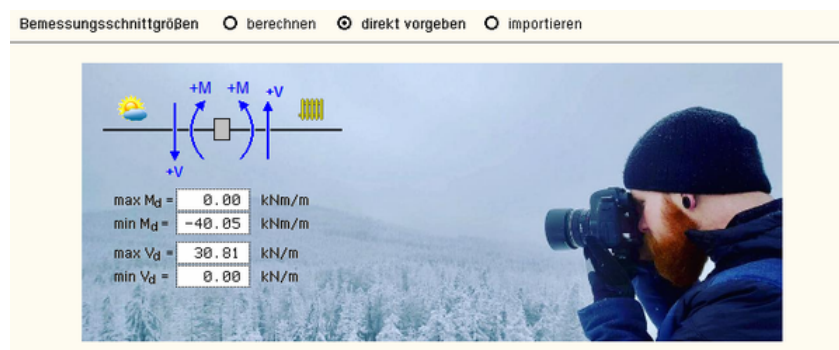 Bemessungsschnittgrößen berechnen direkt vorgeben importieren
+M +M +V
+V
max Md = 0.00 kNm/m
min Md = -40.05 kNm/m
max Vd = 30.81 kN/m
min Vd = 0.00 kN/m